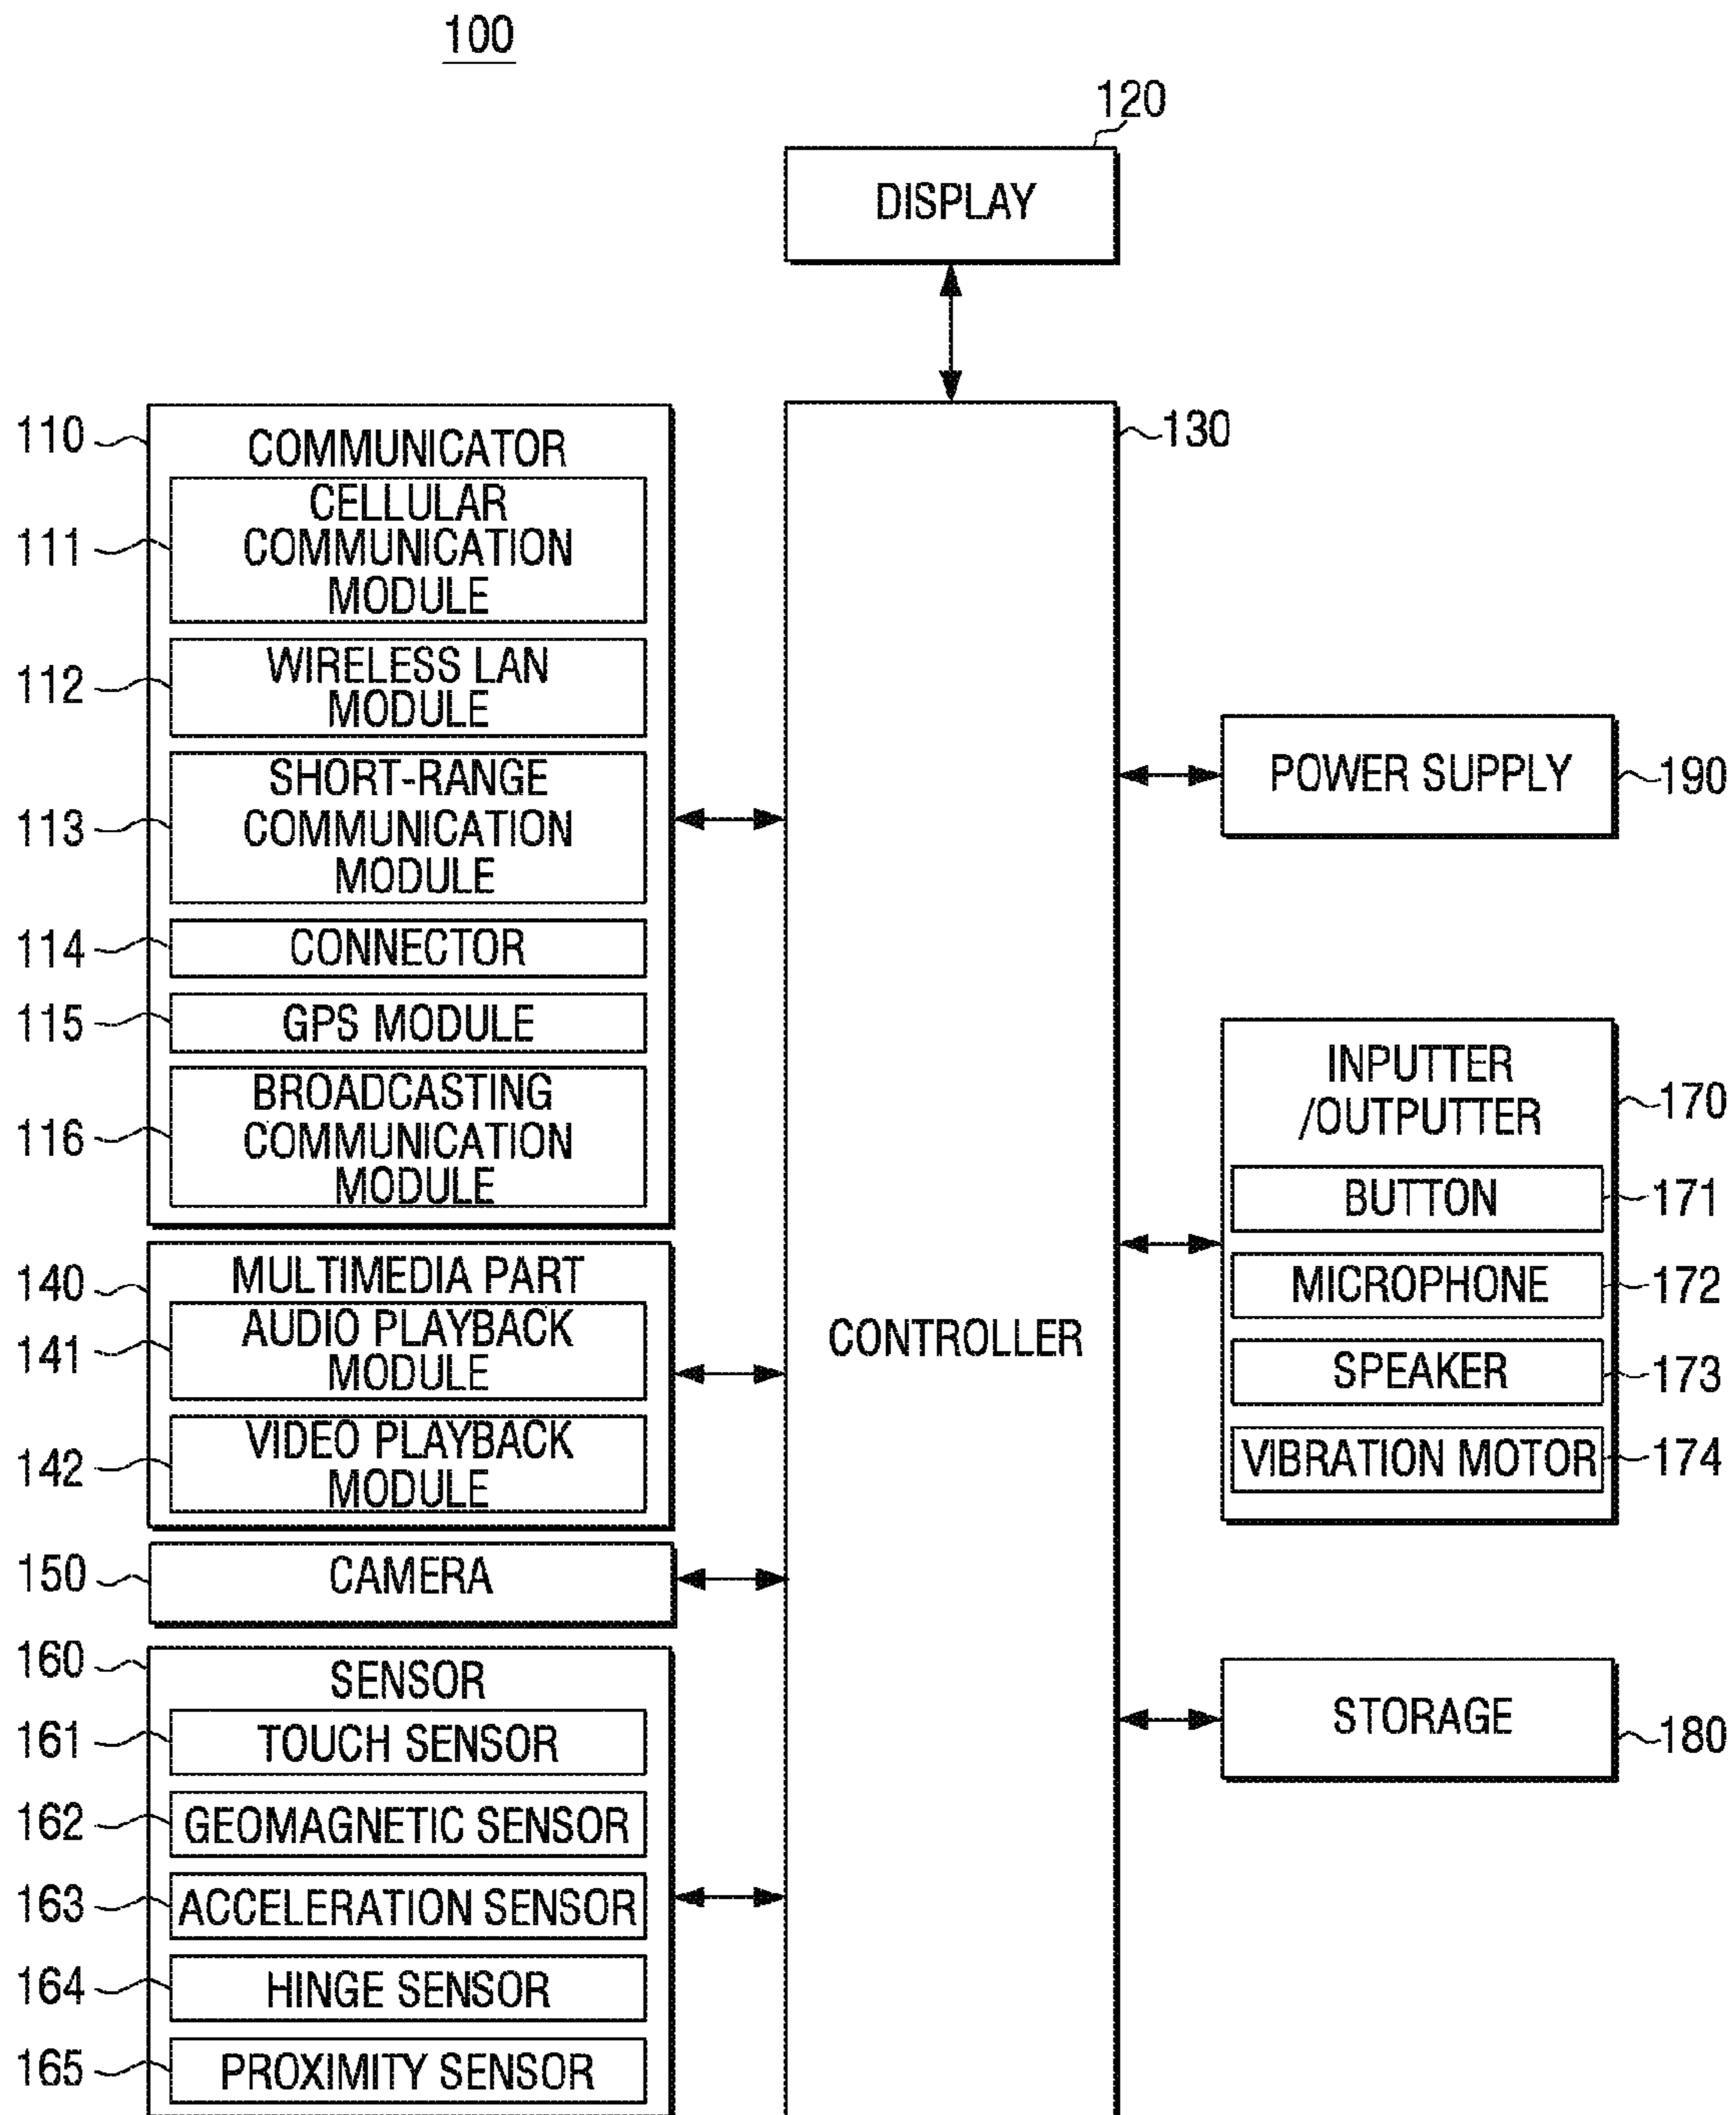 100
120
DISPLAY
110
COMMUNICATOR
111
CELLULAR
COMMUNICATION
MODULE
112
WIRELESS LAN
MODULE
113
SHORT-RANGE
COMMUNICATION
MODULE
114
CONNECTOR
115
GPS MODULE
116
BROADCASTING
COMMUNICATION
MODULE
140
MULTIMEDIA PART
141
AUDIO PLAYBACK
MODULE
142
VIDEO PLAYBACK
MODULE
150
CAMERA
160
SENSOR
161
TOUCH SENSOR
162
GEOMAGNETIC SENSOR
163
ACCELERATION SENSOR
164
HINGE SENSOR
165
PROXIMITY SENSOR
130
CONTROLLER
POWER SUPPLY
190
INPUTTER
/OUTPUTTER
170
BUTTON
171
MICROPHONE
172
SPEAKER
173
VIBRATION MOTOR
174
STORAGE
180